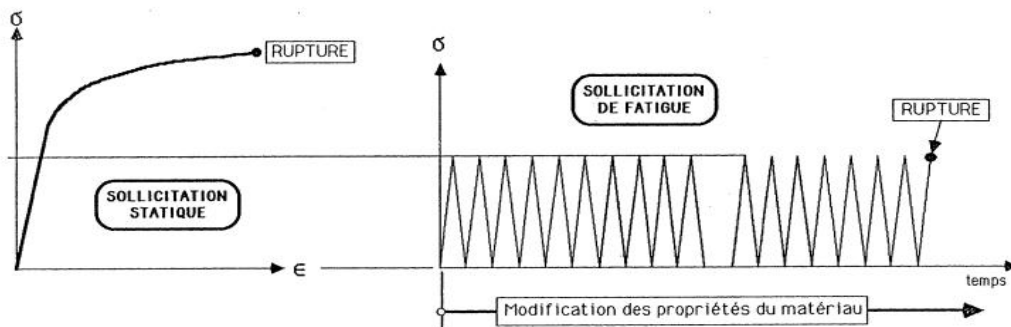 σ
RUPTURE
SOLLICITATION
STATIQUE
ϵ
σ
SOLLICITATION
DE FATIGUE
RUPTURE
temps
Modification des propriétés du matériau